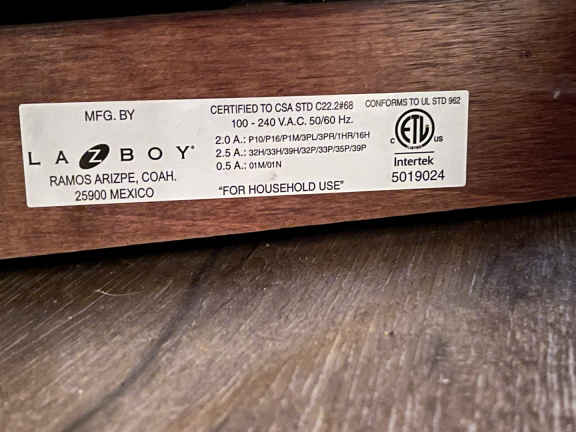 MFG. BY
LA Z BOY®
RAMOS ARIZPE, COAH.
25900 MEXICO
CERTIFIED TO CSA STD C22.2#68
100 - 240 V.A.C. 50/60 Hz.
2.0 A.: P10/P16/P1M/3PL/3PR/1HR/16H
2.5 A.: 32H/33H/39H/32P/33P/35P/39P
0.5 A.: 01M/01N
"FOR HOUSEHOLD USE"
CONFORMS TO UL STD 962
C ETL US
Intertek
5019024